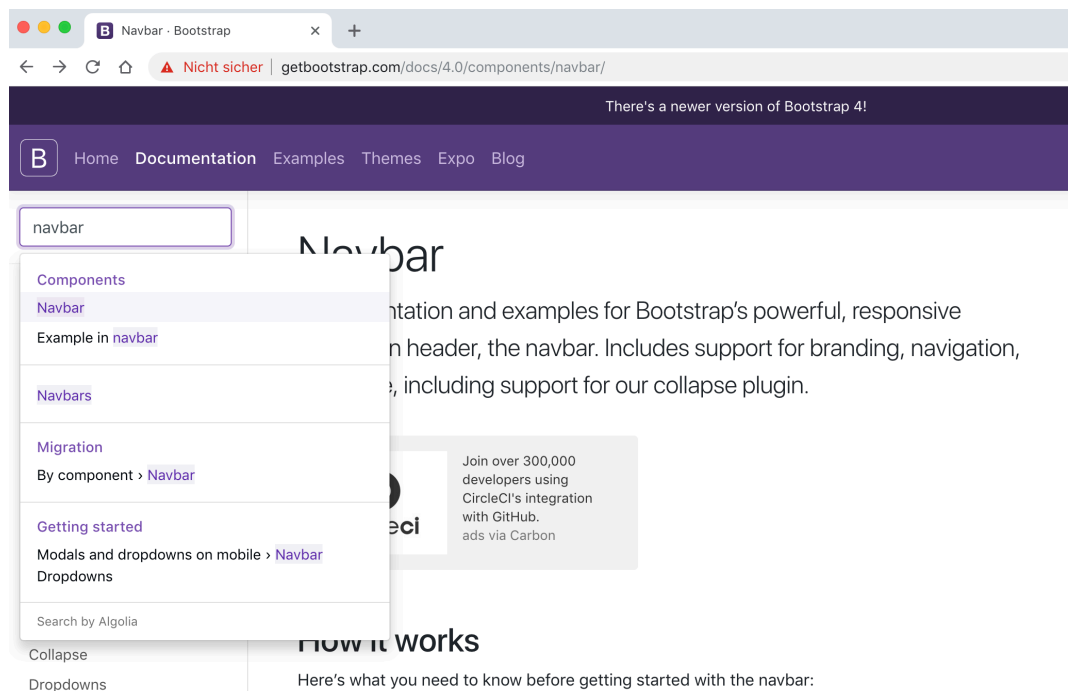 Navbar · Bootstrap
Nicht sicher getbootstrap.com/docs/4.0/components/navbar/
There's a newer version of Bootstrap 4!
B Home Documentation Examples Themes Expo Blog
navbar
Components
Navbar
Example in navbar
Navbars
Migration
By component › Navbar
Getting started
Modals and dropdowns on mobile › Navbar
Dropdowns
Search by Algolia
Collapse
Dropdowns
Navbar
ntation and examples for Bootstrap’s powerful, responsive
n header, the navbar. Includes support for branding, navigation,
, including support for our collapse plugin.
eci
Join over 300,000
developers using
CircleCI's integration
with GitHub.
ads via Carbon
How it works
Here’s what you need to know before getting started with the navbar: